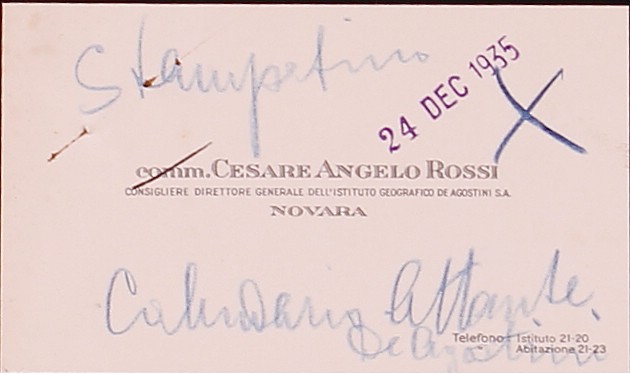 Stampatino
24 DEC 1935
comm. CESARE ANGELO ROSSI
CONSIGLIERE DIRETTORE GENERALE DELL'ISTITUTO GEOGRAFICO DE AGOSTINI S.A.
NOVARA
Calendario Atlante
De Agostini
Telefono: Istituto 21-20
" Abitazione 21-23